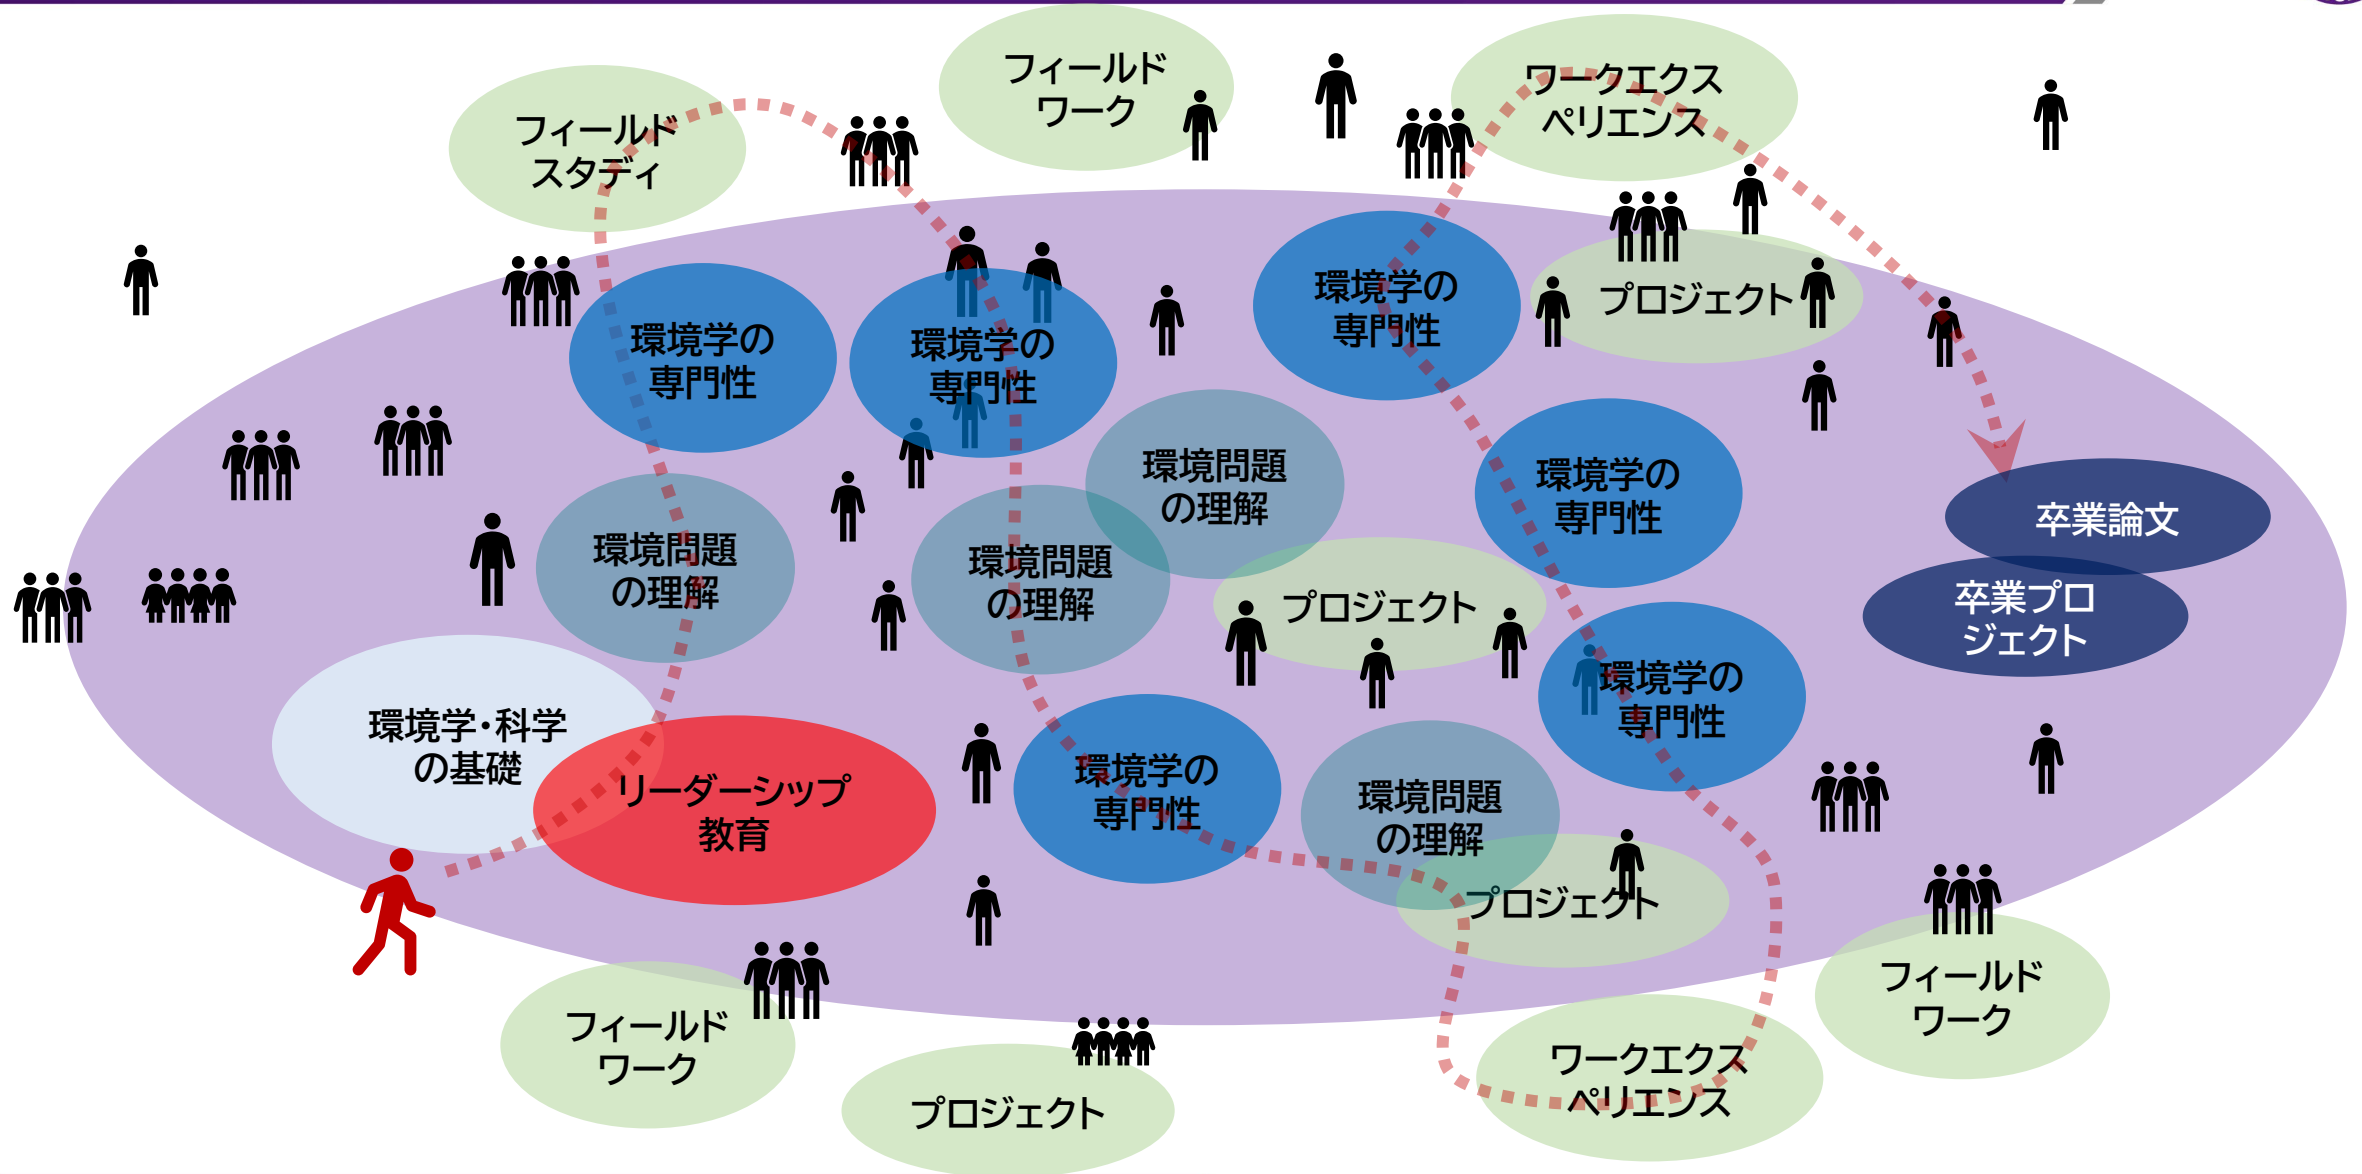 フィールド
ワーク
ワークエクス
ペリエンス
フィールド
スタディ
環境学の
専門性
環境学の
専門性
環境学の
専門性
プロジェクト
環境問題
の理解
環境学の
専門性
卒業論文
環境問題
の理解
環境問題
の理解
プロジェクト
卒業プロ
ジェクト
環境学の
専門性
環境学・科学
の基礎
リーダーシップ
教育
環境学の
専門性
環境問題
の理解
プロジェクト
フィールド
ワーク
フィールド
ワーク
ワークエクス
ペリエンス
プロジェクト